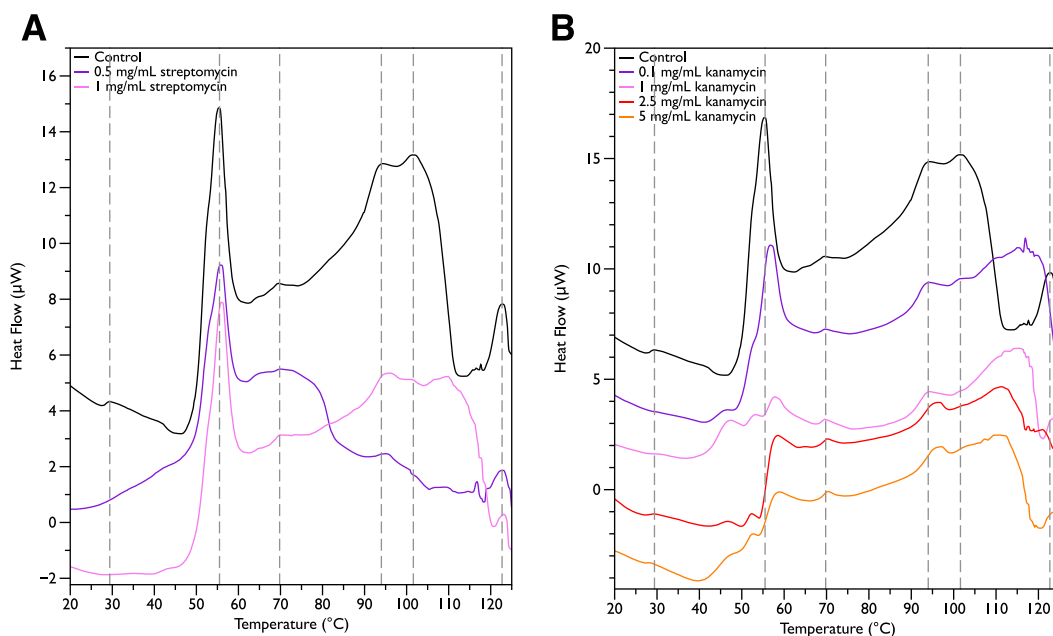 A
Control
0.5 mg/mL streptomycin
1 mg/mL streptomycin
16
14
12
10
8
6
4
2
0
−2
Heat Flow (µW)
20 30 40 50 60 70 80 90 100 110 120
Temperature (°C)
B
Control
0.1 mg/mL kanamycin
1 mg/mL kanamycin
2.5 mg/mL kanamycin
5 mg/mL kanamycin
20
15
10
5
0
Heat Flow (µW)
20 30 40 50 60 70 80 90 100 110 120
Temperature (°C)